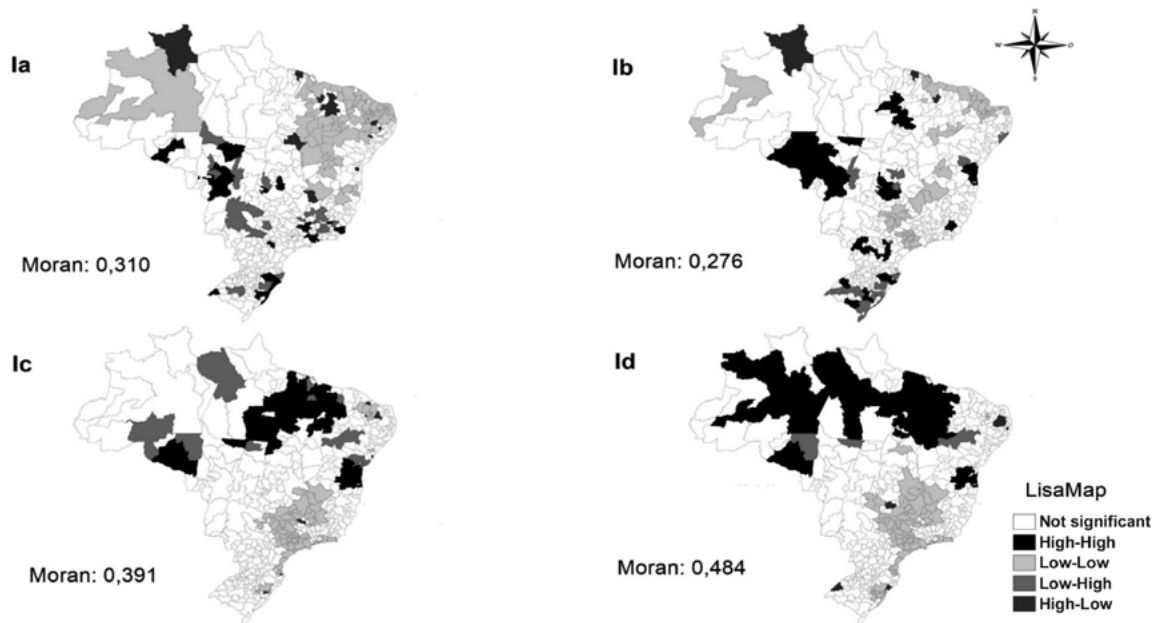 Ia
Moran: 0,310
Ib
Moran: 0,276
N
W
O
S
Ic
Moran: 0,391
Id
Moran: 0,484
LisaMap
Not significant
High-High
Low-Low
Low-High
High-Low